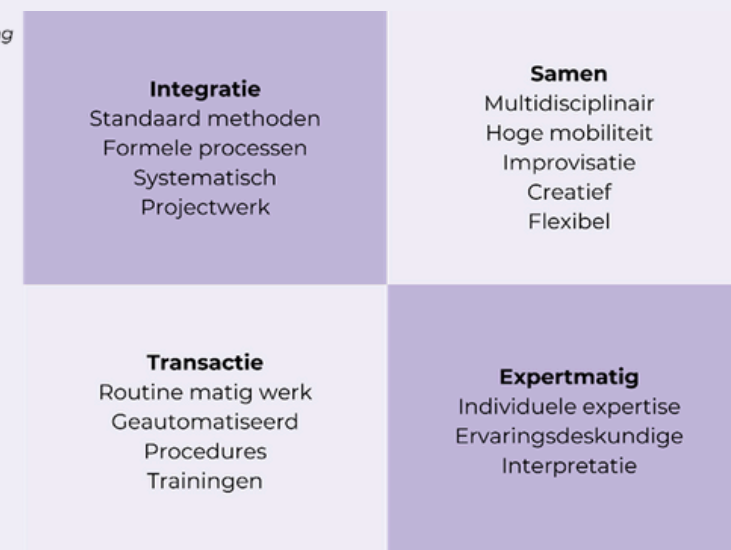 Integratie
Standaard methoden
Formele processen
Systematisch
Projectwerk
Samen
Multidisciplinair
Hoge mobiliteit
Improvisatie
Creatief
Flexibel
Transactie
Routine matig werk
Geautomatiseerd
Procedures
Trainingen
Expertmatig
Individuele expertise
Ervaringsdeskundige
Interpretatie